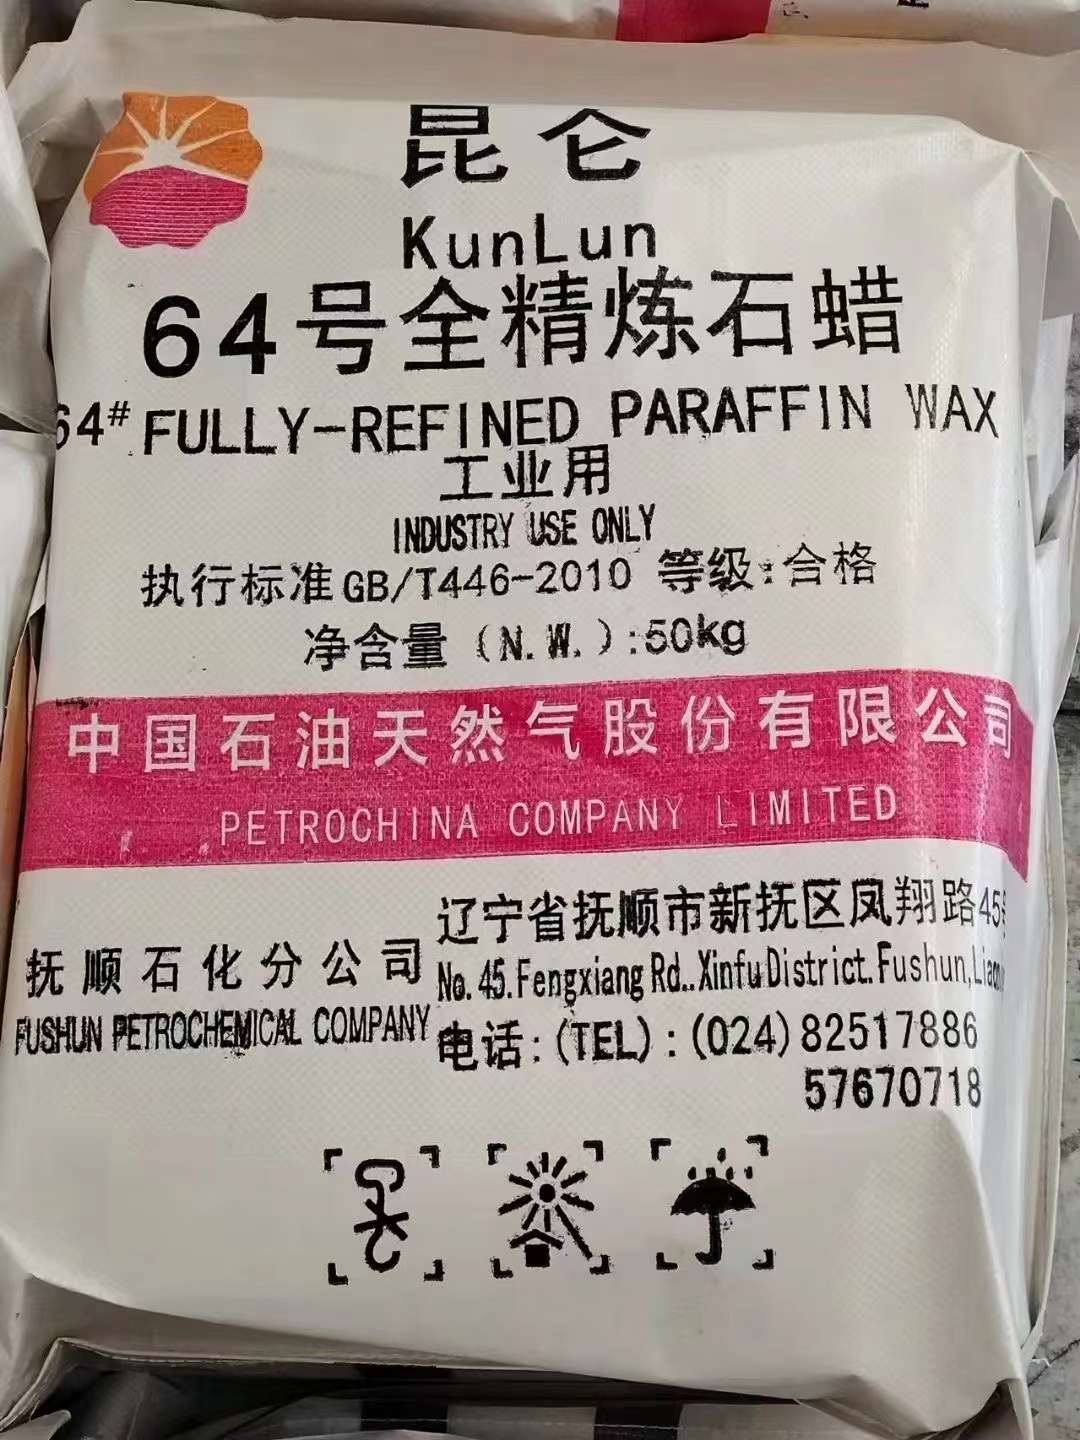 昆仑
KunLun
64号全精炼石蜡
64# FULLY-REFINED PARAFFIN WAX
工业用
INDUSTRY USE ONLY
执行标准GB/T446-2010 等级:合格
净含量（N.W.）:50kg
中国石油天然气股份有限公司
PETROCHINA COMPANY LIMITED
抚顺石化分公司
FUSHUN PETROCHEMICAL COMPANY
辽宁省抚顺市新抚区凤翔路45
No. 45. Fengxiang Rd.. Xinfu District. Fushun,
电话:(TEL):(024)82517886
57670718